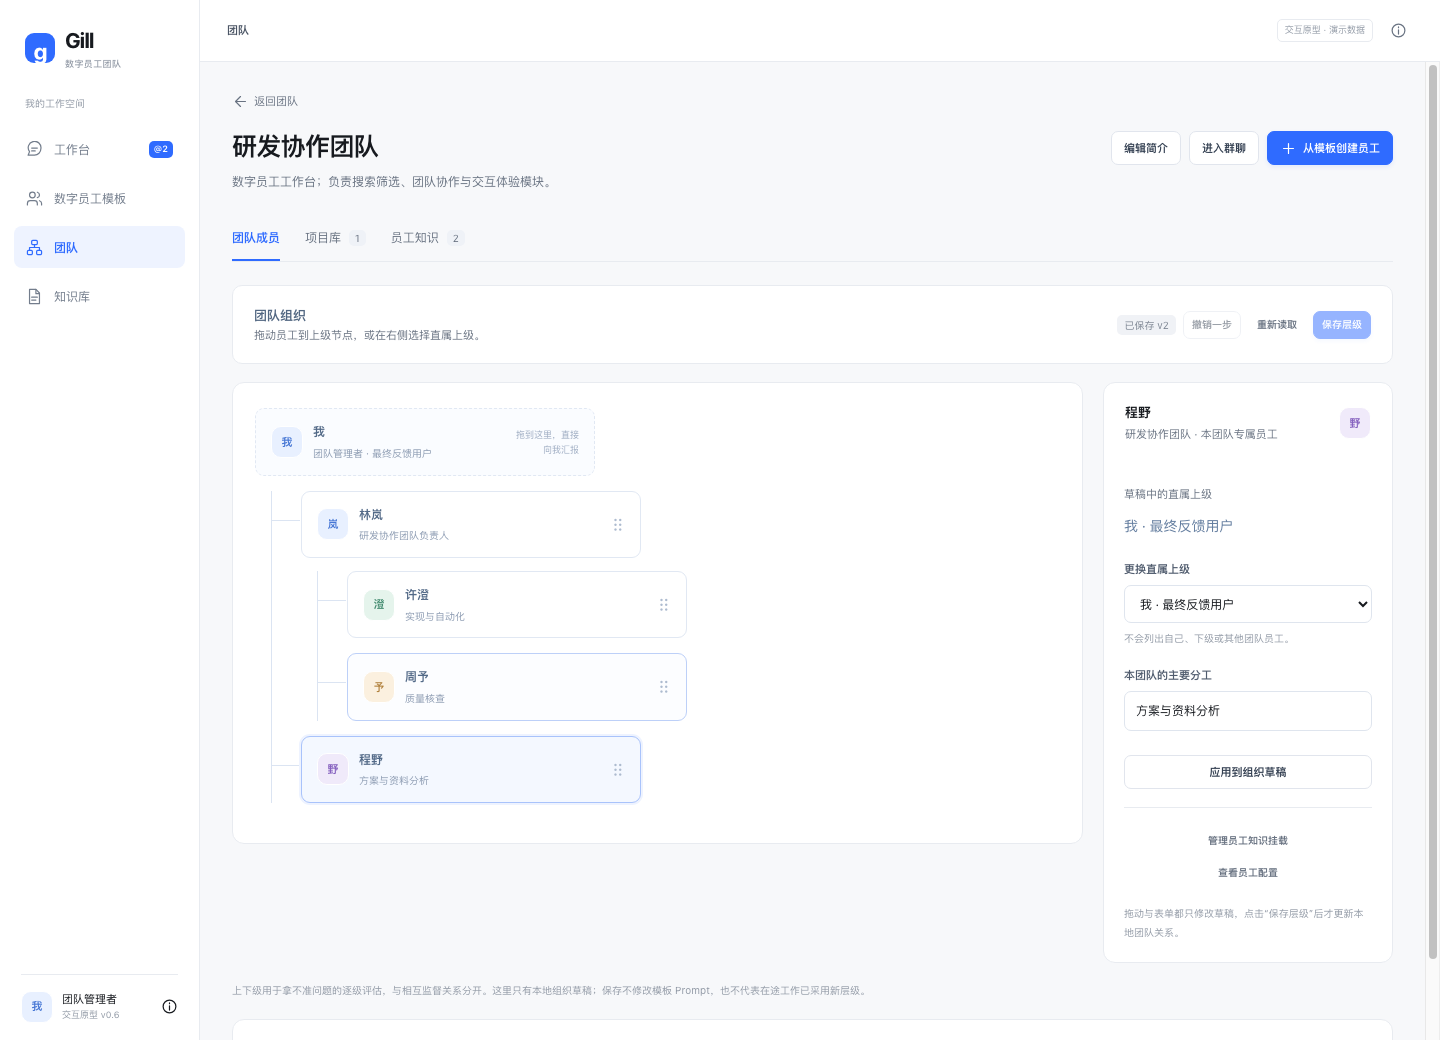 g
Gill
数字员工团队
我的工作空间
工作台
@2
数字员工模板
团队
知识库
我
团队管理者
交互原型 v0.6
团队
交互原型 · 演示数据
返回团队
研发协作团队
数字员工工作台；负责搜索筛选、团队协作与交互体验模块。
编辑简介
进入群聊
从模板创建员工
团队成员
项目库 1
员工知识 2
团队组织
拖动员工到上级节点，或在右侧选择直属上级。
已保存 v2
撤销一步
重新读取
保存层级
我
我
团队管理者 · 最终反馈用户
拖到这里，直接
向我汇报
岚
林岚
研发协作团队负责人
澄
许澄
实现与自动化
予
周予
质量核查
野
程野
方案与资料分析
程野
研发协作团队 · 本团队专属员工
野
草稿中的直属上级
我 · 最终反馈用户
更换直属上级
我 · 最终反馈用户
不会列出自己、下级或其他团队员工。
本团队的主要分工
方案与资料分析
应用到组织草稿
管理员工知识挂载
查看员工配置
拖动与表单都只修改草稿，点击“保存层级”后才更新本
地团队关系。
上下级用于拿不准问题的逐级评估，与相互监督关系分开。这里只有本地组织草稿；保存不修改模板 Prompt，也不代表在途工作已采用新层级。